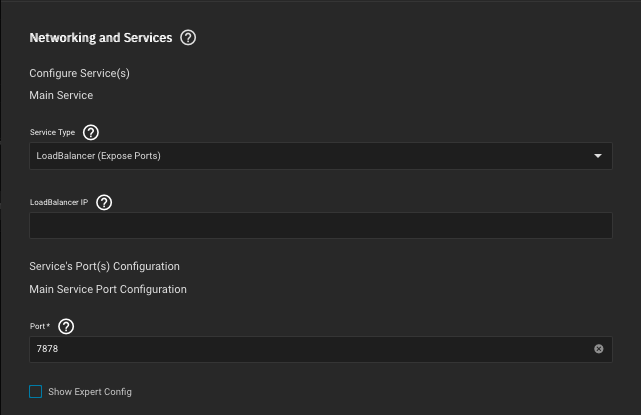 Networking and Services
Configure Service(s)
Main Service
Service Type
LoadBalancer (Expose Ports)
LoadBalancer IP
Service's Port(s) Configuration
Main Service Port Configuration
Port*
7878
Show Expert Config